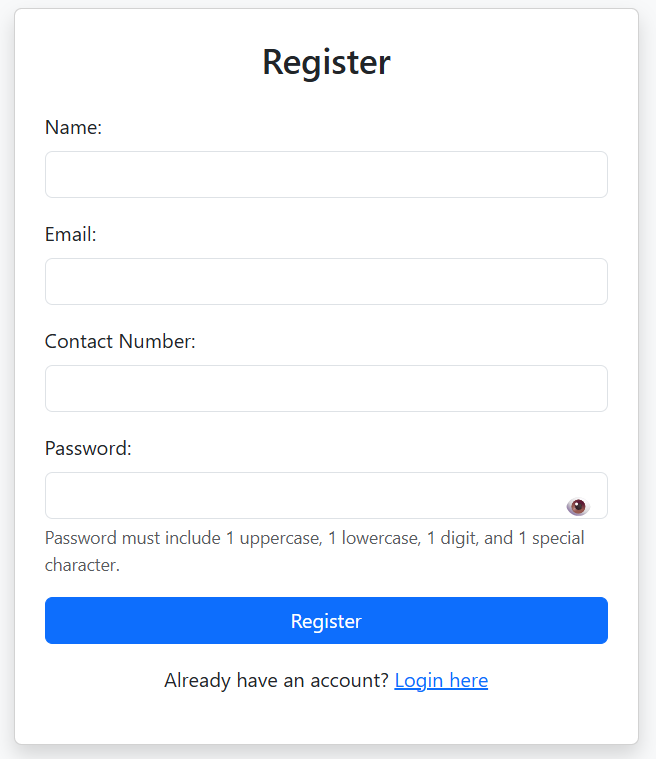 Register
Name:
Email:
Contact Number:
Password:
Password must include 1 uppercase, 1 lowercase, 1 digit, and 1 special
character.
Register
Already have an account? Login here